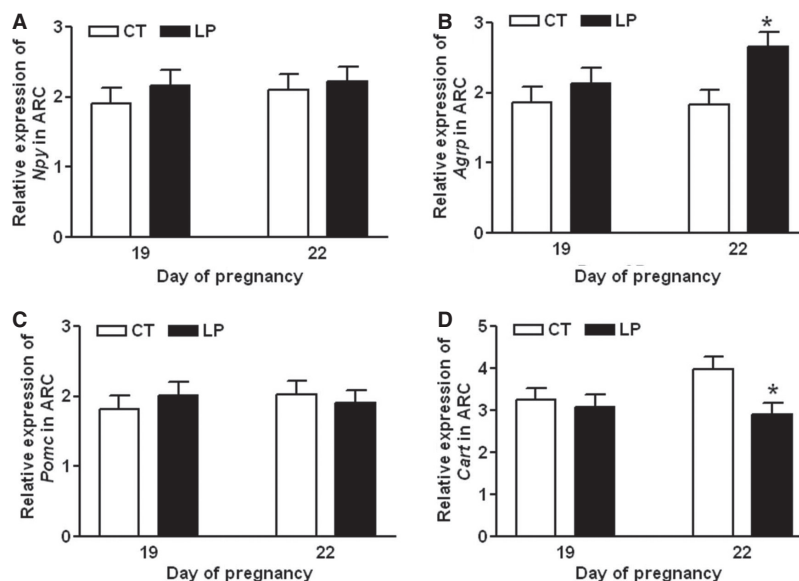 A
CT LP
Relative expression of
Npy in ARC
3
2
1
0
19 22
Day of pregnancy
B
CT LP
Relative expression of
Agrp in ARC
3
2
1
0
*
19 22
Day of pregnancy
C
CT LP
Relative expression of
Pomc in ARC
3
2
1
0
19 22
Day of pregnancy
D
CT LP
Relative expression of
Cart in ARC
5
4
3
2
1
0
*
19 22
Day of pregnancy